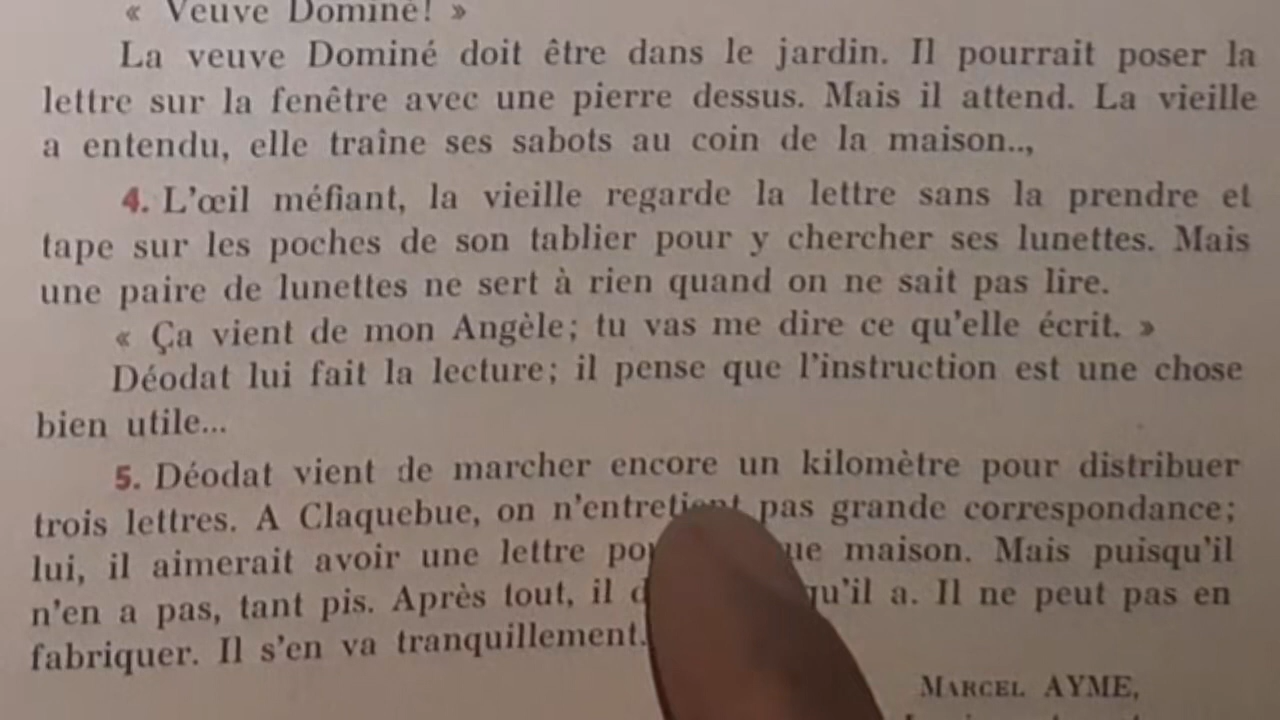 « Veuve Dominé! »
La veuve Dominé doit être dans le jardin. Il pourrait poser la
lettre sur la fenêtre avec une pierre dessus. Mais il attend. La vieille
a entendu, elle traîne ses sabots au coin de la maison..,
4. L'œil méfiant, la vieille regarde la lettre sans la prendre et
tape sur les poches de son tablier pour y chercher ses lunettes. Mais
une paire de lunettes ne sert à rien quand on ne sait pas lire.
« Ça vient de mon Angèle; tu vas me dire ce qu'elle écrit. »
Déodat lui fait la lecture; il pense que l'instruction est une chose
bien utile...
5. Déodat vient de marcher encore un kilomètre pour distribuer
trois lettres. A Claquebue, on n'entretient pas grande correspondance;
lui, il aimerait avoir une lettre maison. Mais puisqu'il
n'en a pas, tant pis. Après tout, il qu'il a. Il ne peut pas en
fabriquer. Il s'en va tranquillement.
MARCEL AYME,